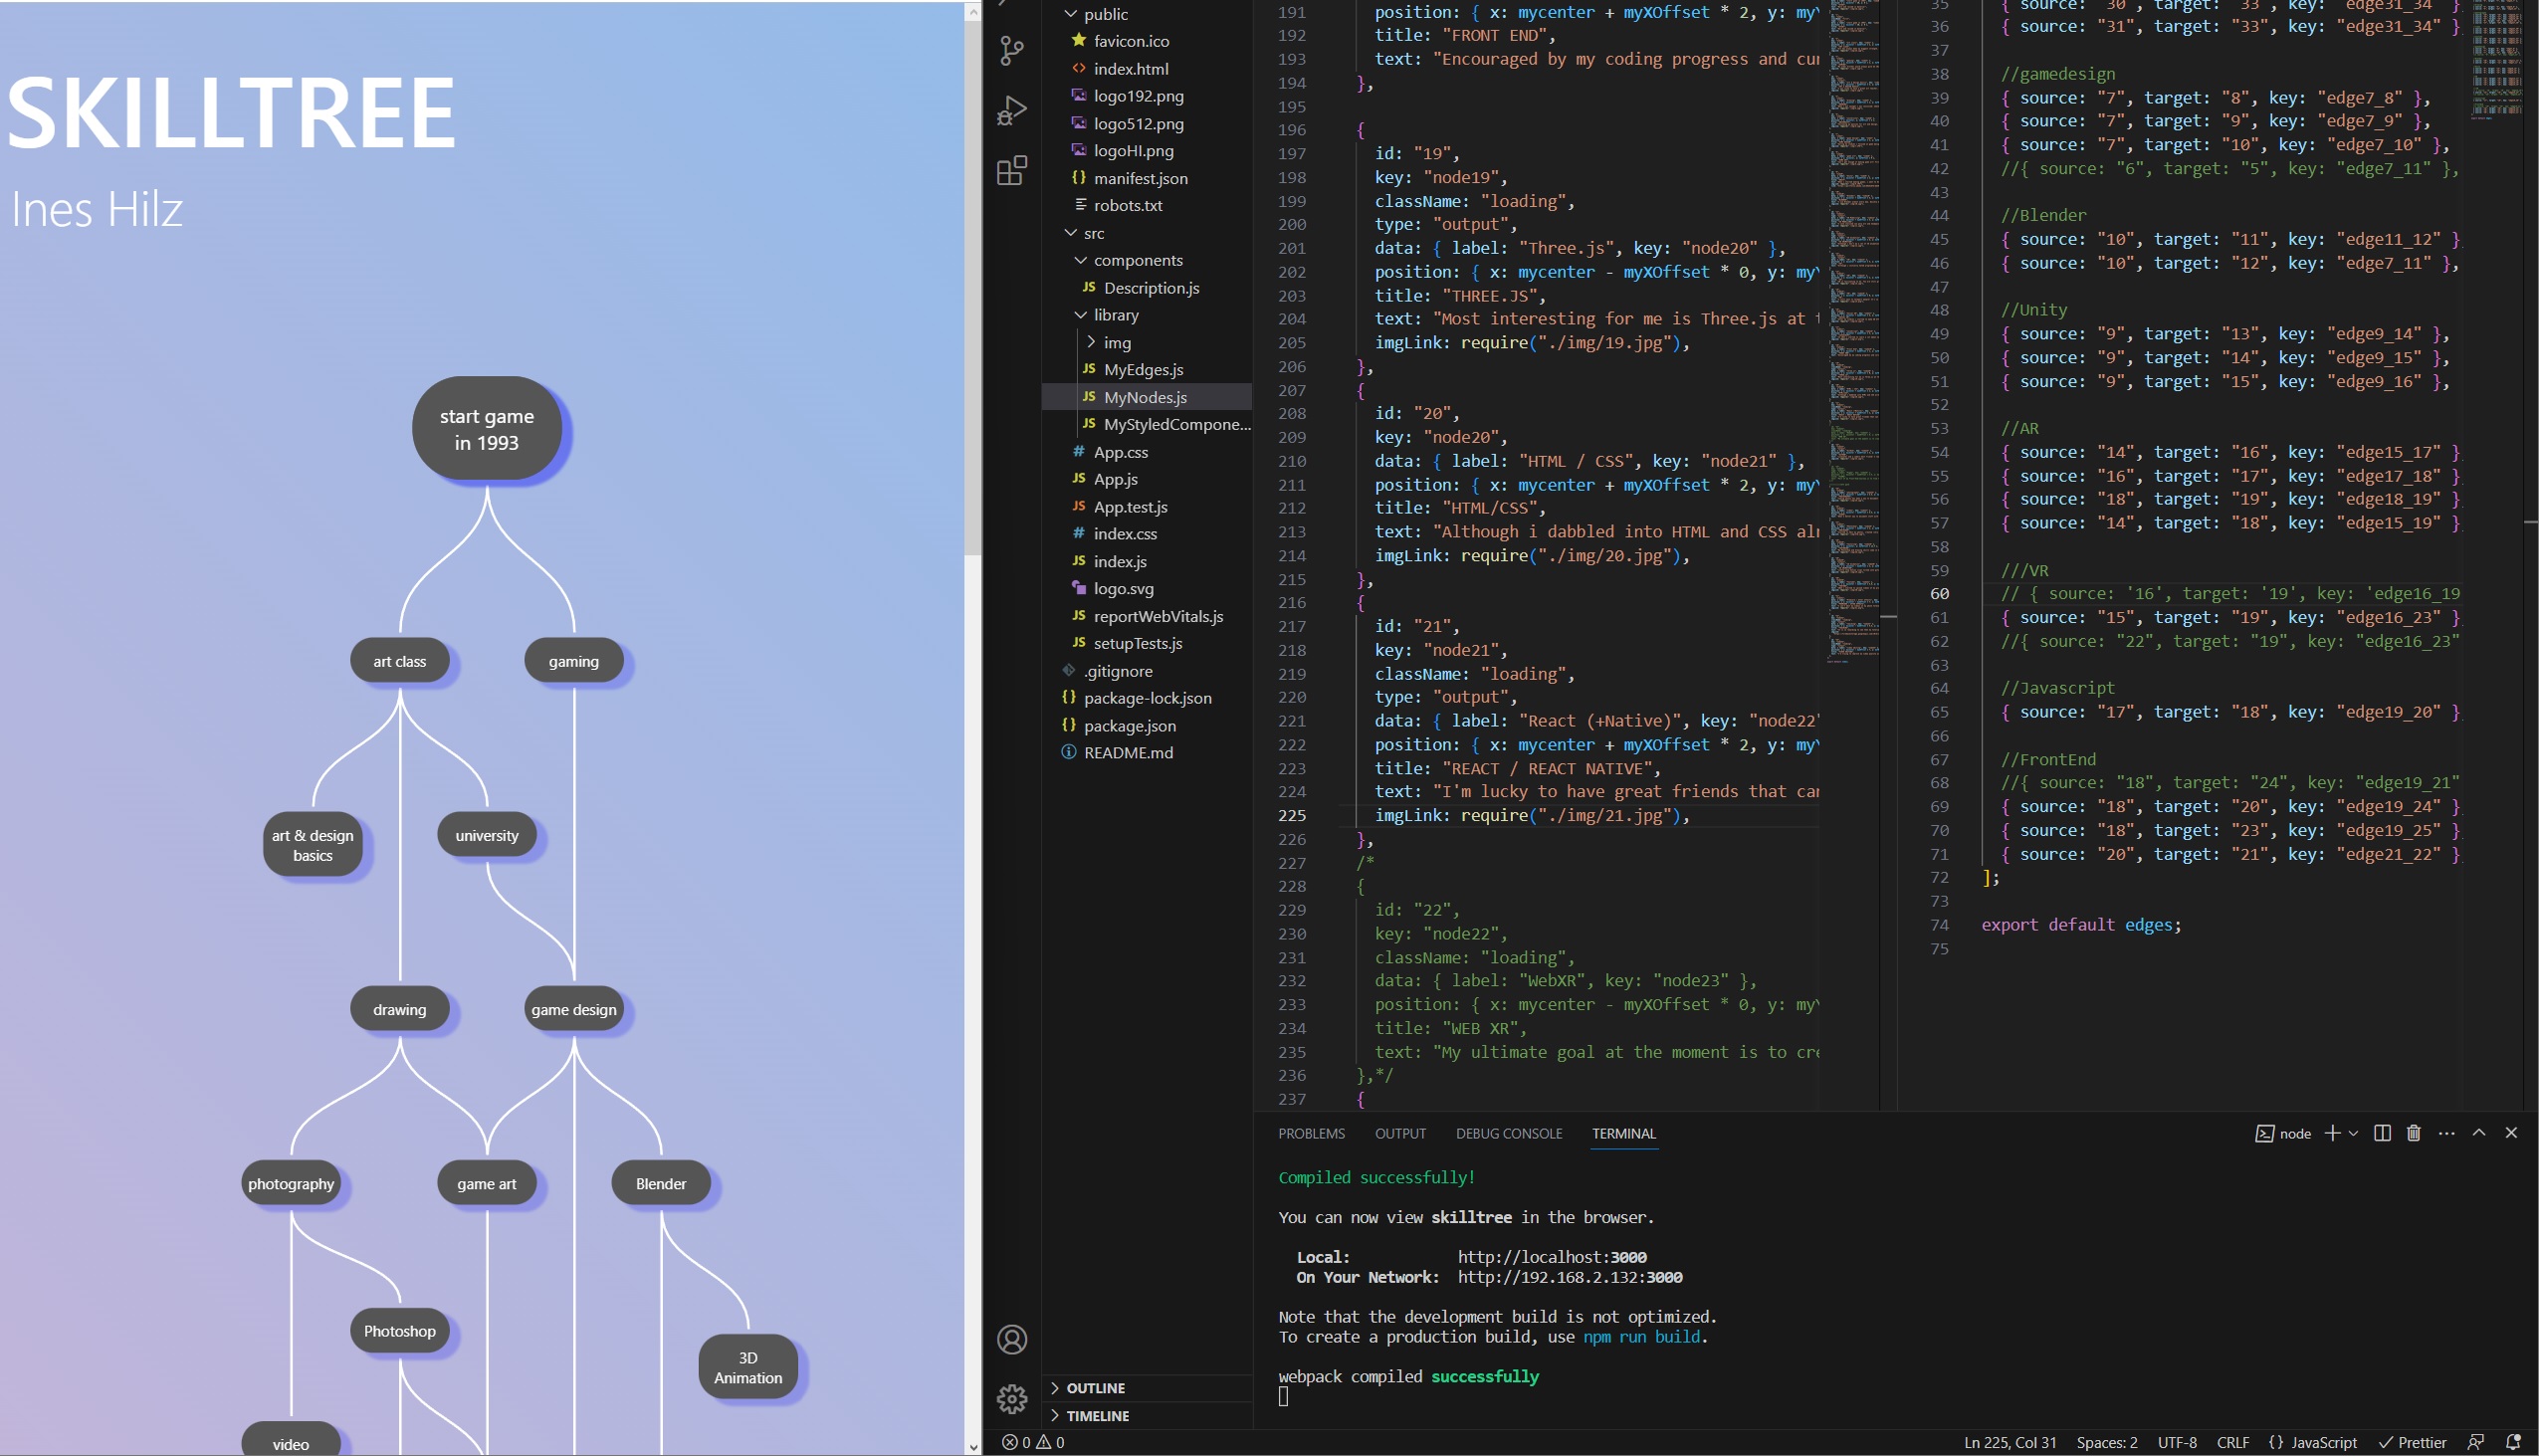 SKILLTREE
Ines Hilz
start game
in 1993
art class
gaming
art & design
basics
university
drawing
game design
photography
game art
Blender
Photoshop
3D
Animation
video
public
favicon.ico
index.html
logo192.png
logo512.png
logoHI.png
manifest.json
robots.txt
src
components
Description.js
library
img
MyEdges.js
MyNodes.js
MyStyledCompone...
App.css
App.js
App.test.js
index.css
index.js
logo.svg
reportWebVitals.js
setupTests.js
.gitignore
package-lock.json
package.json
README.md
OUTLINE
TIMELINE
191 position: { x: mycenter + myXOffset * 2, y: my
192 title: "FRONT END",
193 text: "Encouraged by my coding progress and cu
194 },
195
196 {
197 id: "19",
198 key: "node19",
199 className: "loading",
200 type: "output",
201 data: { label: "Three.js", key: "node20" },
202 position: { x: mycenter - myXOffset * 0, y: my
203 title: "THREE.JS",
204 text: "Most interesting for me is Three.js at t
205 imgLink: require("./img/19.jpg"),
206 },
207 {
208 id: "20",
209 key: "node20",
210 data: { label: "HTML / CSS", key: "node21" },
211 position: { x: mycenter + myXOffset * 2, y: my
212 title: "HTML/CSS",
213 text: "Although i dabbled into HTML and CSS al
214 imgLink: require("./img/20.jpg"),
215 },
216 {
217 id: "21",
218 key: "node21",
219 className: "loading",
220 type: "output",
221 data: { label: "React (+Native)", key: "node22"
222 position: { x: mycenter + myXOffset * 2, y: my
223 title: "REACT / REACT NATIVE",
224 text: "I'm lucky to have great friends that ca
225 imgLink: require("./img/21.jpg"),
226 },
227 /*
228 {
229 id: "22",
230 key: "node22",
231 className: "loading",
232 data: { label: "WebXR", key: "node23" },
233 position: { x: mycenter - myXOffset * 0, y: my
234 title: "WEB XR",
235 text: "My ultimate goal at the moment is to cre
236 },*/
237 {
35 { source: "30", target: "33", key: "edge31_34" }
36 { source: "31", target: "33", key: "edge31_34" }
37
38 //gamedesign
39 { source: "7", target: "8", key: "edge7_8" },
40 { source: "7", target: "9", key: "edge7_9" },
41 { source: "7", target: "10", key: "edge7_10" },
42 //{ source: "6", target: "5", key: "edge7_11" },
43
44 //Blender
45 { source: "10", target: "11", key: "edge11_12" }
46 { source: "10", target: "12", key: "edge7_11" },
47
48 //Unity
49 { source: "9", target: "13", key: "edge9_14" },
50 { source: "9", target: "14", key: "edge9_15" },
51 { source: "9", target: "15", key: "edge9_16" },
52
53 //AR
54 { source: "14", target: "16", key: "edge15_17" }
55 { source: "16", target: "17", key: "edge17_18" }
56 { source: "18", target: "19", key: "edge18_19" }
57 { source: "14", target: "18", key: "edge15_19" }
58
59 ///VR
60 // { source: '16', target: '19', key: 'edge16_19
61 { source: "15", target: "19", key: "edge16_23" }
62 //{ source: "22", target: "19", key: "edge16_23"
63
64 //Javascript
65 { source: "17", target: "18", key: "edge19_20" }
66
67 //FrontEnd
68 //{ source: "18", target: "24", key: "edge19_21"
69 { source: "18", target: "20", key: "edge19_24" }
70 { source: "18", target: "23", key: "edge19_25" }
71 { source: "20", target: "21", key: "edge21_22" }
72 ];
73
74 export default edges;
75
PROBLEMS OUTPUT DEBUG CONSOLE TERMINAL
node
Compiled successfully!
You can now view skilltree in the browser.
Local: http://localhost:3000
On Your Network: http://192.168.2.132:3000
Note that the development build is not optimized.
To create a production build, use npm run build.
webpack compiled successfully
0 0
Ln 225, Col 31 Spaces: 2 UTF-8 CRLF {} JavaScript Prettier